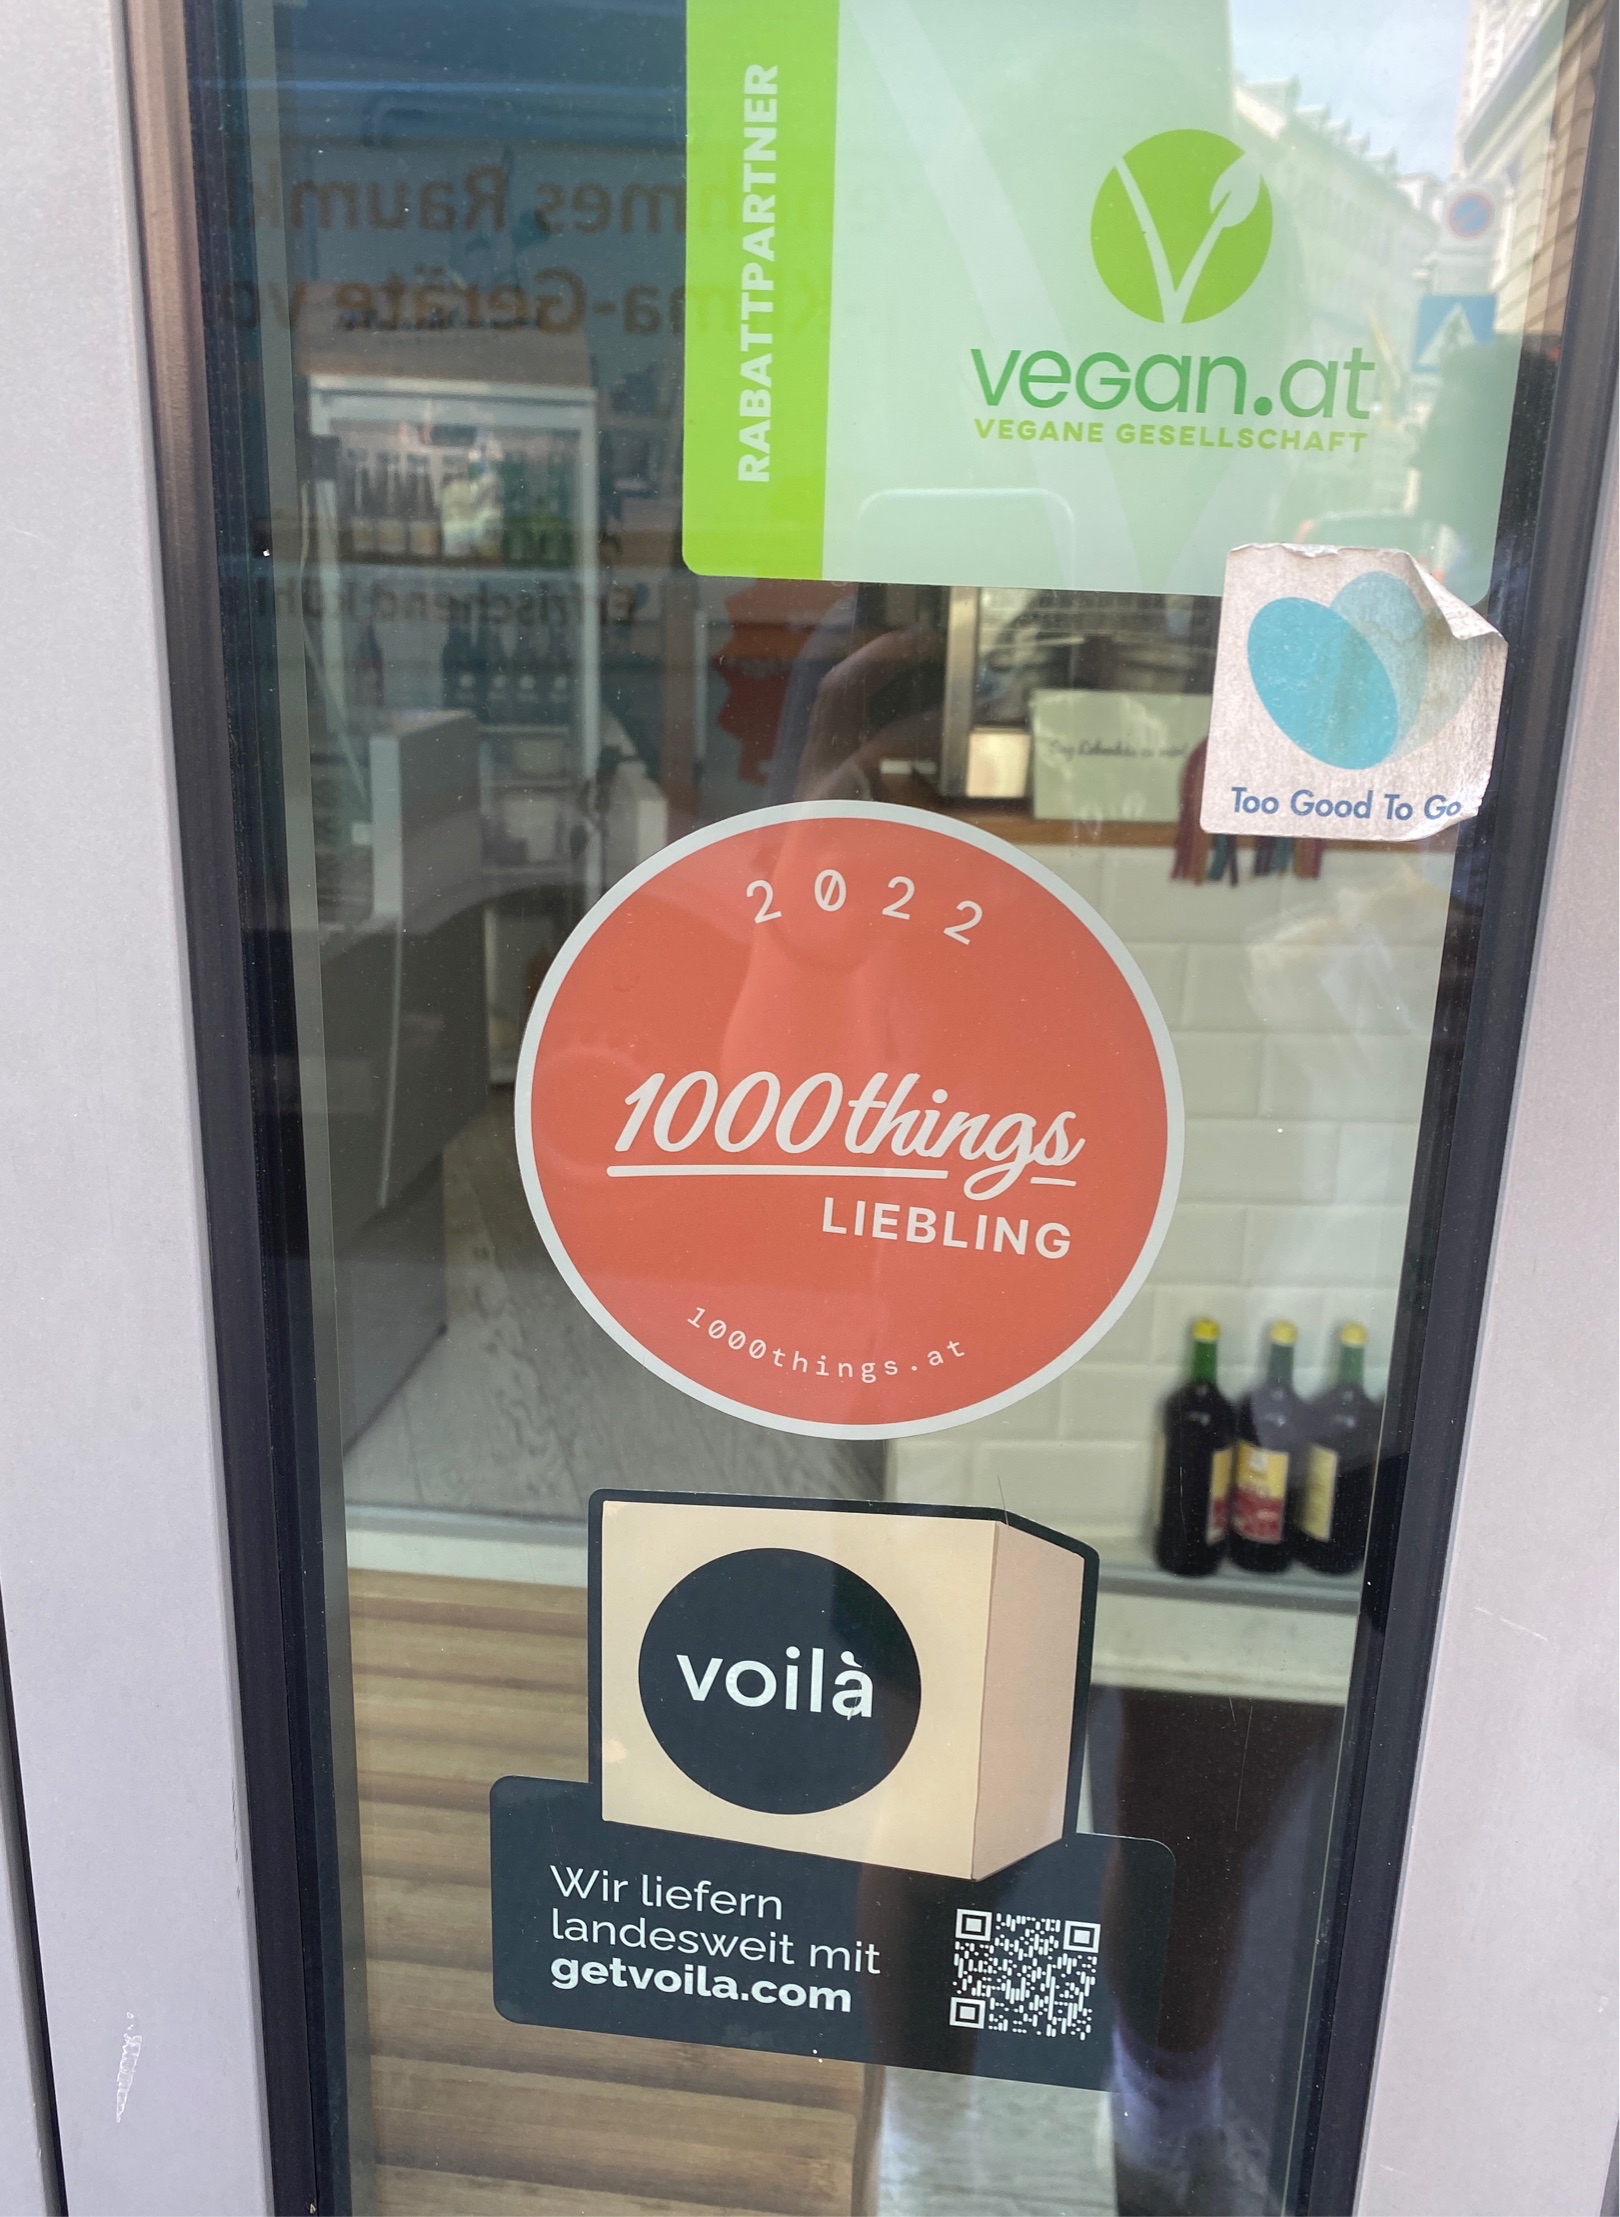 RABATTPARTNER
vegan.at
VEGANE GESELLSCHAFT
Too Good To Go
2022
1000things
LIEBLING
1000things.at
voilà
Wir liefern
landesweit mit
getvoila.com